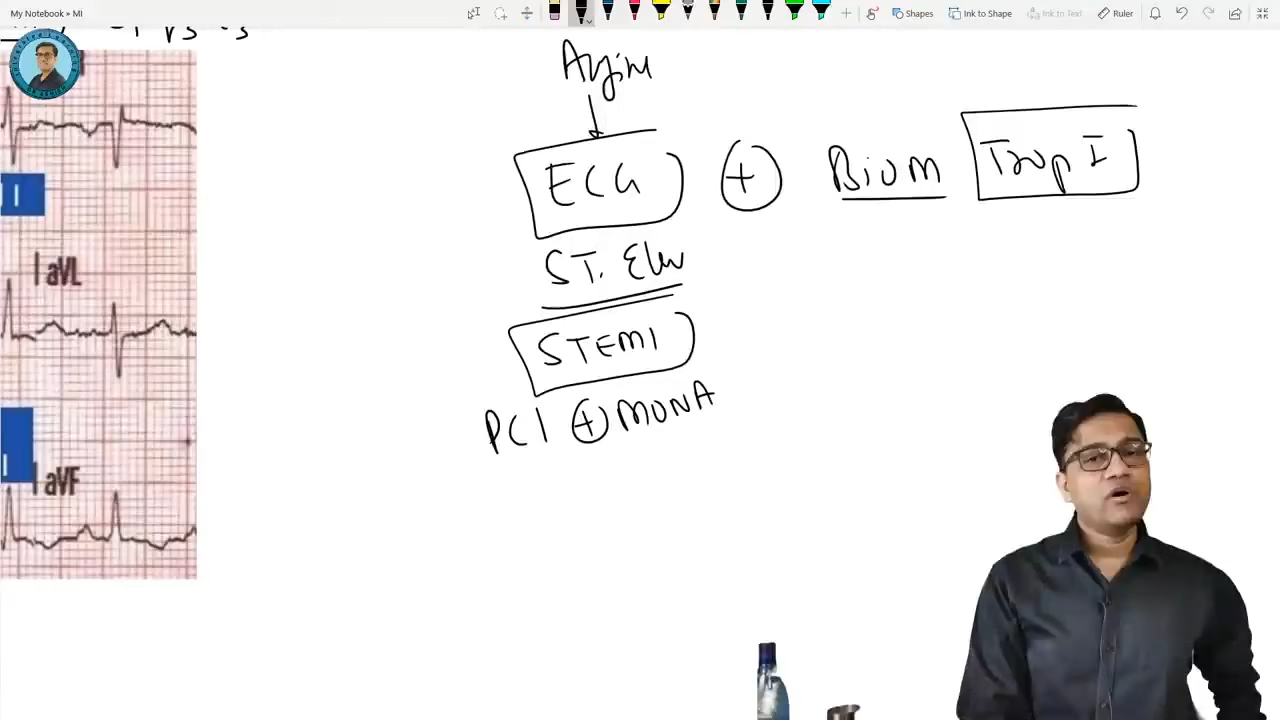 My Notebook » MI
Shapes
Ink to Shape
Ink to Text
Ruler
ECG + Biom Trop I
ST. Elev
STEMI
PCI + MONA
I
aVL
I
aVF